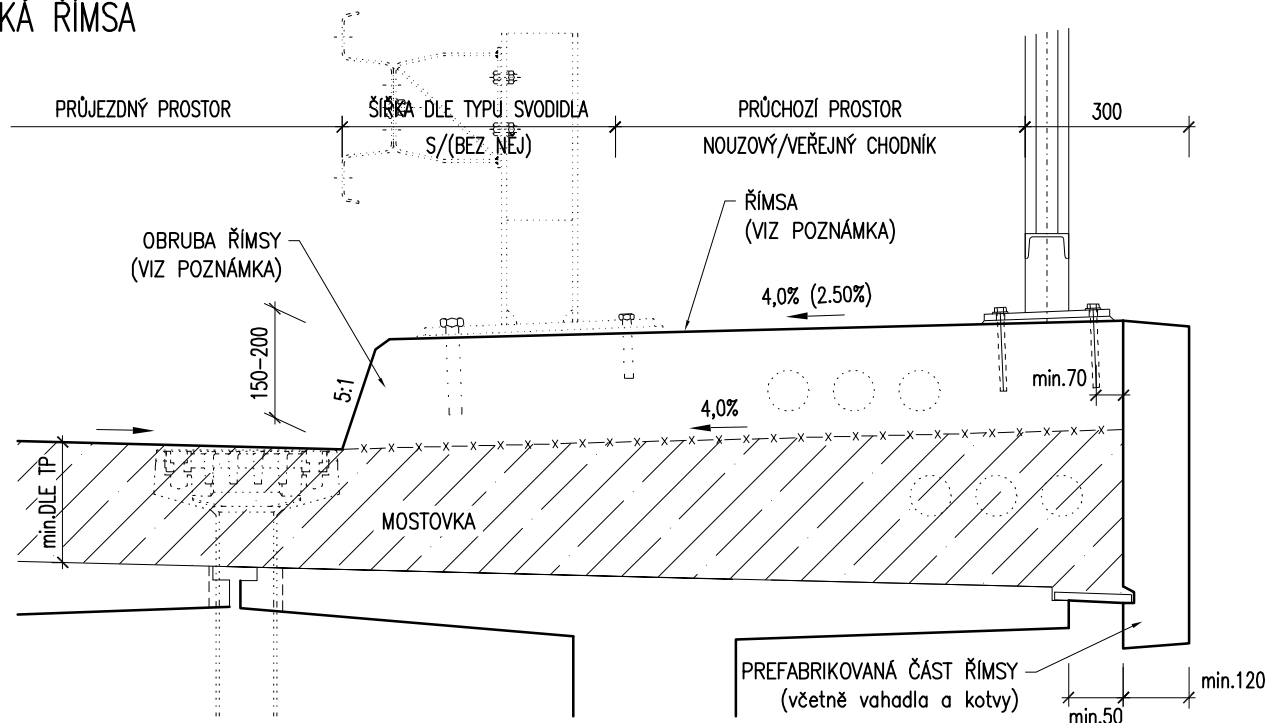 KÁ ŘÍMSA
PRŮJEZDNÝ PROSTOR
ŠÍŘKA DLE TYPU SVODIDLA
S/(BEZ NĚJ)
PRŮCHOZÍ PROSTOR
NOUZOVÝ/VEŘEJNÝ CHODNÍK
300
OBRUBA ŘÍMSY
(VIZ POZNÁMKA)
ŘÍMSA
(VIZ POZNÁMKA)
4,0% (2.50%)
150-200
5:1
min.70
4,0%
min.DLE TP
MOSTOVKA
PREFABRIKOVANÁ ČÁST ŘÍMSY
(včetně vahadla a kotvy)
min.50
min.120